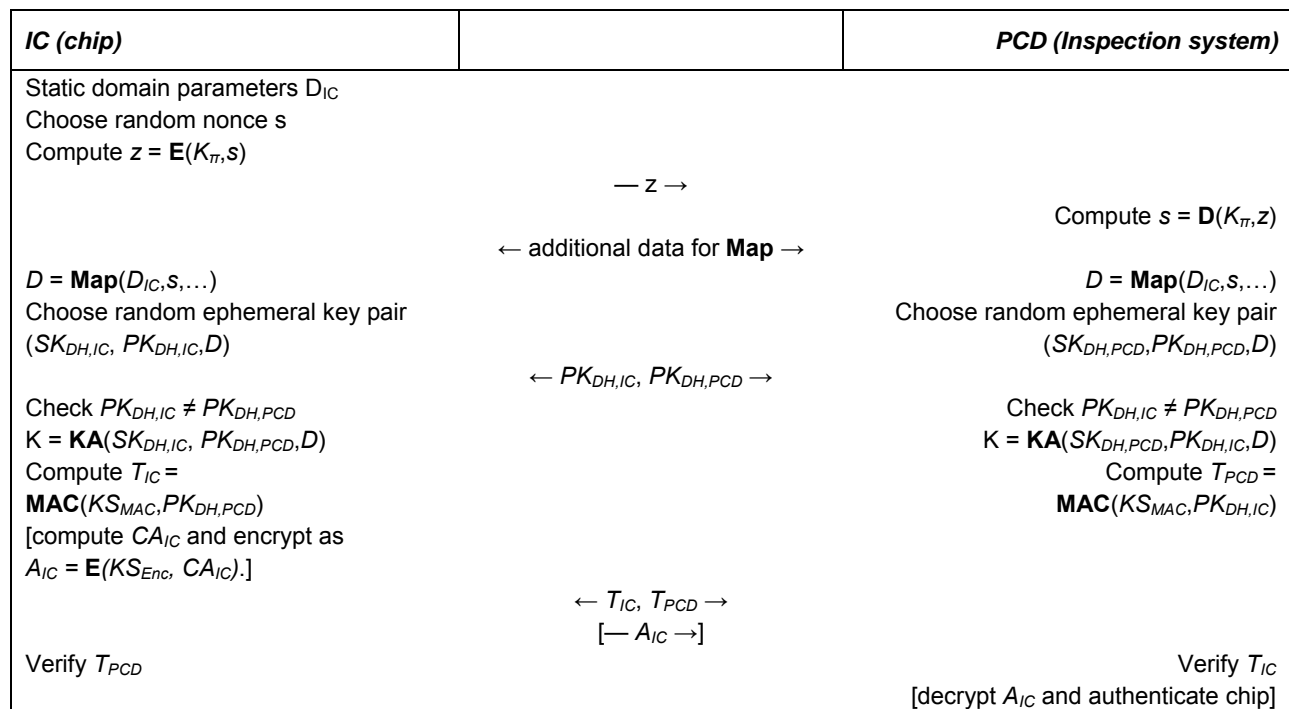 IC (chip) PCD (Inspection system)
Static domain parameters D_IC
Choose random nonce s
Compute z = E(K_π,s)
— z →
Compute s = D(K_π,z)
← additional data for Map →
D = Map(D_IC,s,…) D = Map(D_IC,s,…)
Choose random ephemeral key pair Choose random ephemeral key pair
(SK_DH,IC, PK_DH,IC,D) (SK_DH,PCD,PK_DH,PCD,D)
← PK_DH,IC, PK_DH,PCD →
Check PK_DH,IC ≠ PK_DH,PCD Check PK_DH,IC ≠ PK_DH,PCD
K = KA(SK_DH,IC, PK_DH,PCD,D) K = KA(SK_DH,PCD,PK_DH,IC,D)
Compute T_IC = Compute T_PCD =
MAC(KS_MAC,PK_DH,PCD) MAC(KS_MAC,PK_DH,IC)
[compute CA_IC and encrypt as
A_IC = E(KS_Enc, CA_IC).]
← T_IC, T_PCD →
[— A_IC →]
Verify T_PCD Verify T_IC
[decrypt A_IC and authenticate chip]